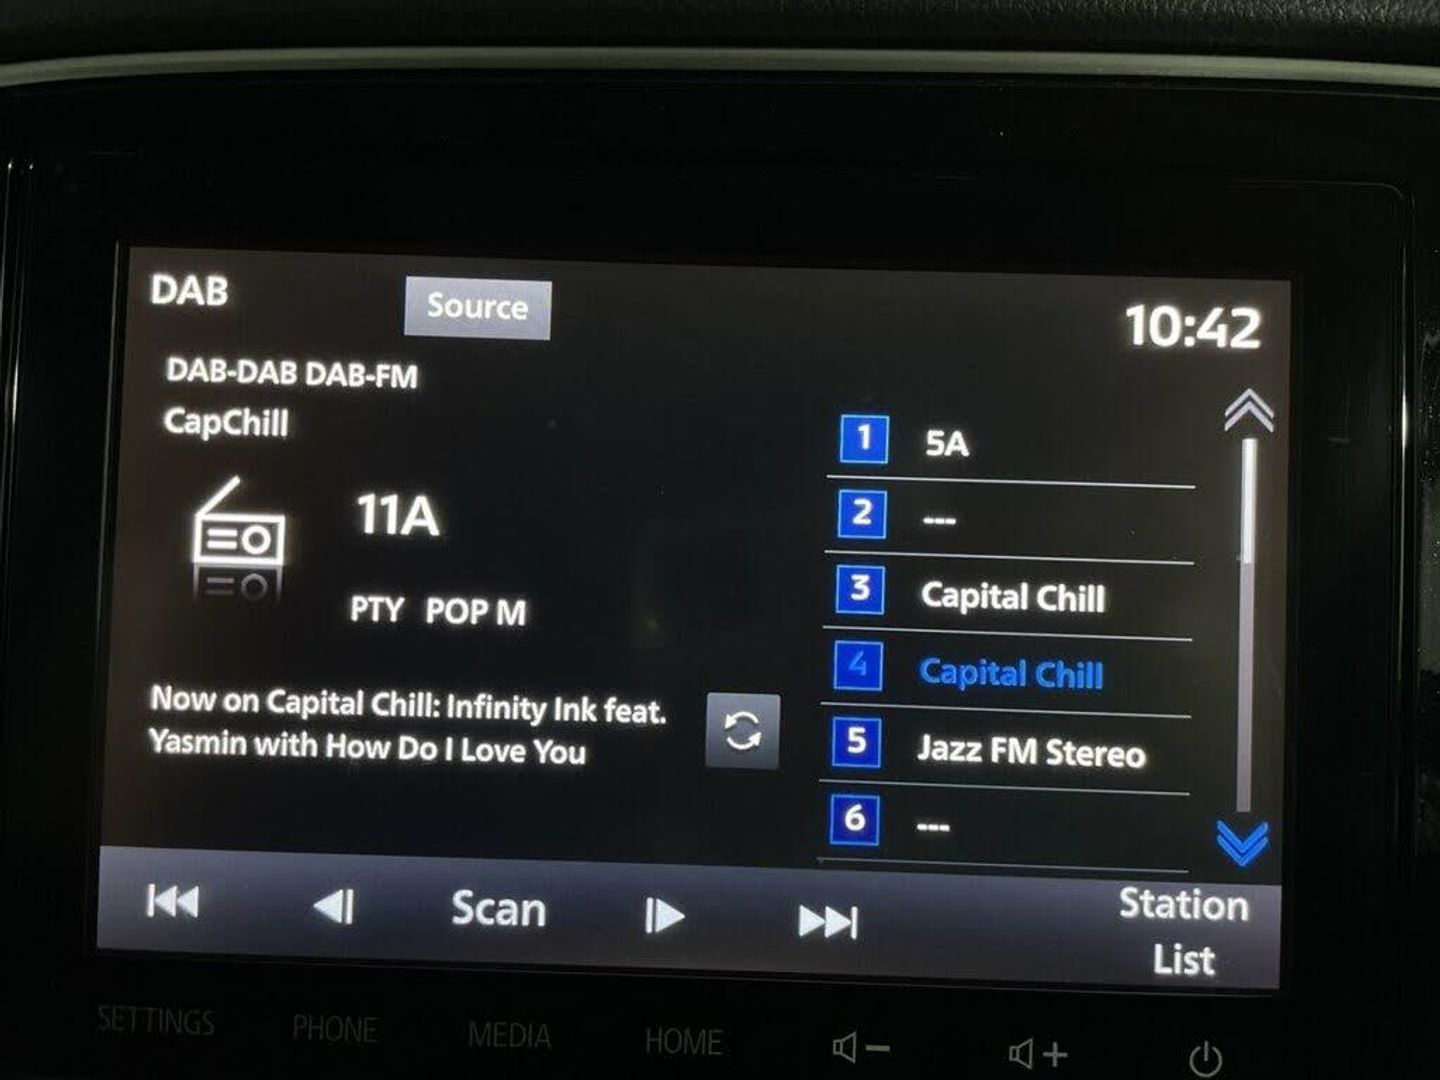 DAB
Source
10:42
DAB-DAB DAB-FM
CapChill
11A
PTY POP M
Now on Capital Chill: Infinity Ink feat.
Yasmin with How Do I Love You
1 5A
2 ---
3 Capital Chill
4 Capital Chill
5 Jazz FM Stereo
6 ---
Scan
Station
List
SETTINGS
PHONE
MEDIA
HOME